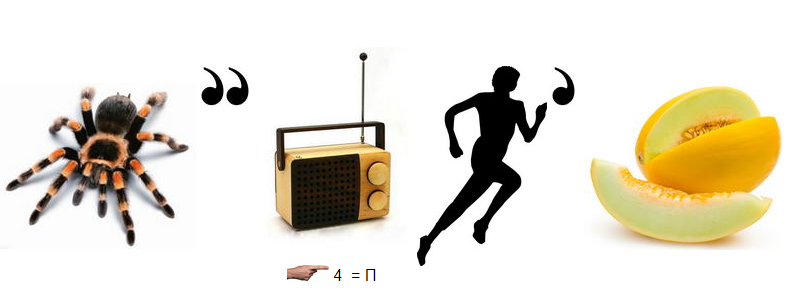 ,, ,
4 = П